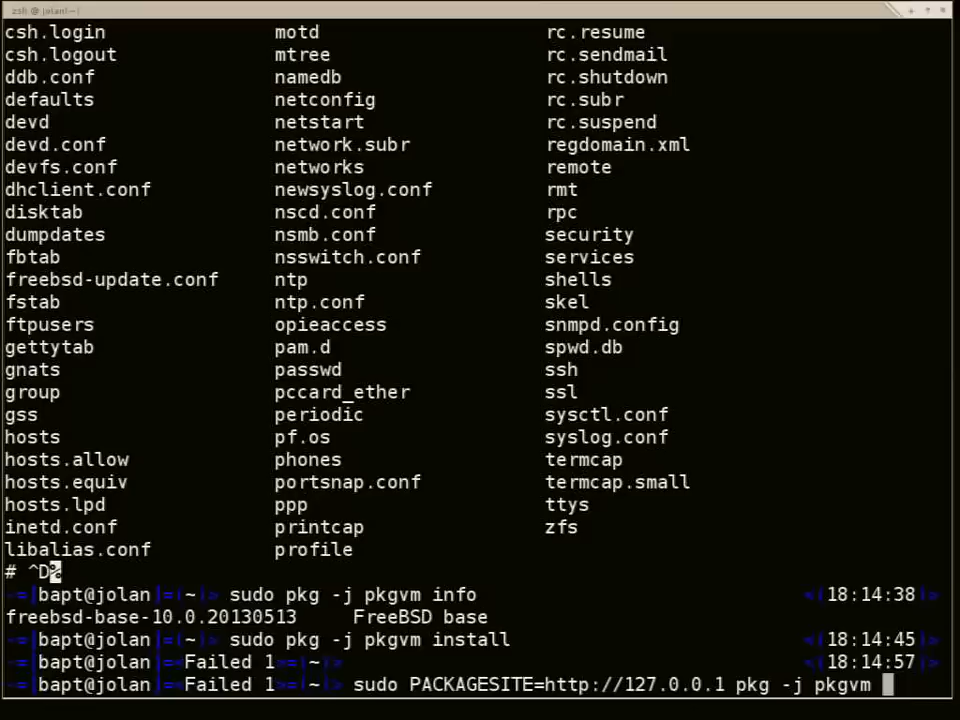 zsh @ jolan(~)
csh.login motd rc.resume
csh.logout mtree rc.sendmail
ddb.conf namedb rc.shutdown
defaults netconfig rc.subr
devd netstart rc.suspend
devd.conf network.subr regdomain.xml
devfs.conf networks remote
dhclient.conf newsyslog.conf rmt
disktab nscd.conf rpc
dumpdates nsmb.conf security
fbtab nsswitch.conf services
freebsd-update.conf ntp shells
fstab ntp.conf skel
ftpusers opieaccess snmpd.config
gettytab pam.d spwd.db
gnats passwd ssh
group pccard_ether ssl
gss periodic sysctl.conf
hosts pf.os syslog.conf
hosts.allow phones termcap
hosts.equiv portsnap.conf termcap.small
hosts.lpd ppp ttys
inetd.conf printcap zfs
libalias.conf profile
# ^D%
-=|bapt@jolan|=(~)> sudo pkg -j pkgvm info <(18:14:38)>
freebsd-base-10.0.20130513 FreeBSD base
-=|bapt@jolan|=(~)> sudo pkg -j pkgvm install <(18:14:45)>
-=|bapt@jolan|=Failed 1>=(~)> <(18:14:57)>
-=|bapt@jolan|=Failed 1>=(~)> sudo PACKAGESITE=http://127.0.0.1 pkg -j pkgvm